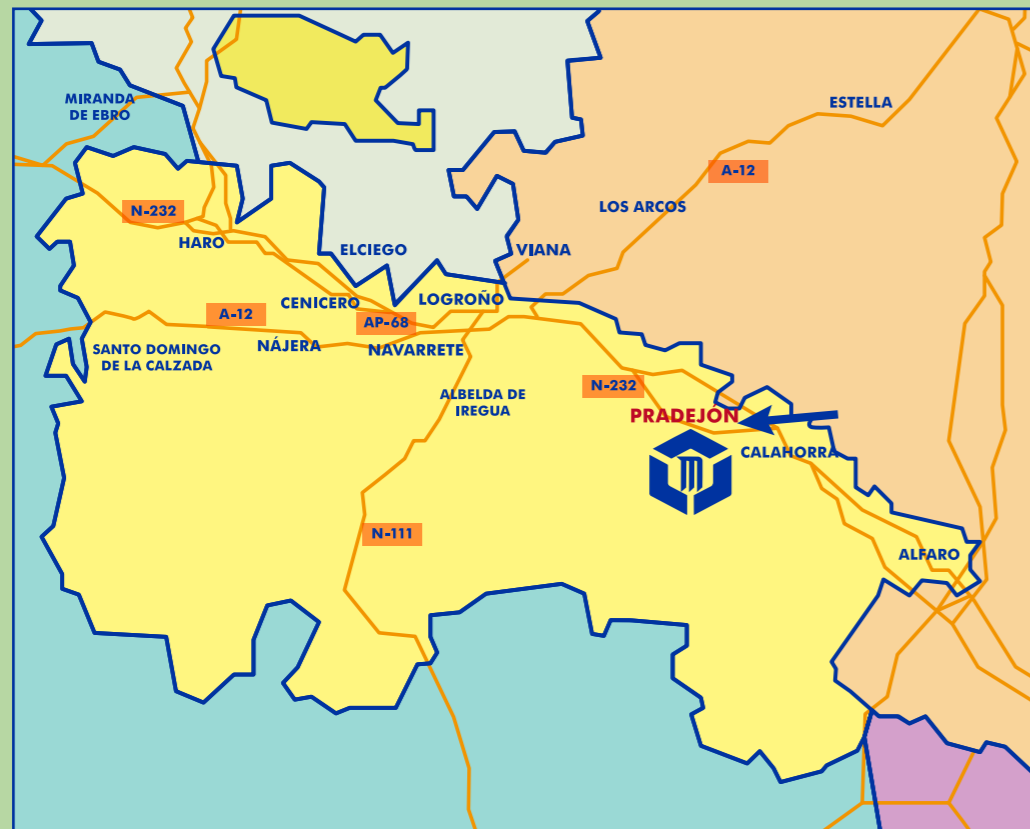 MIRANDA
DE EBRO
ESTELLA
A-12
N-232
LOS ARCOS
HARO
ELCIEGO
VIANA
CENICERO
LOGROÑO
A-12
AP-68
SANTO DOMINGO
DE LA CALZADA
NÁJERA
NAVARRETE
N-232
ALBELDA DE
IREGUA
PRADEJÓN
CALAHORRA
N-111
ALFARO